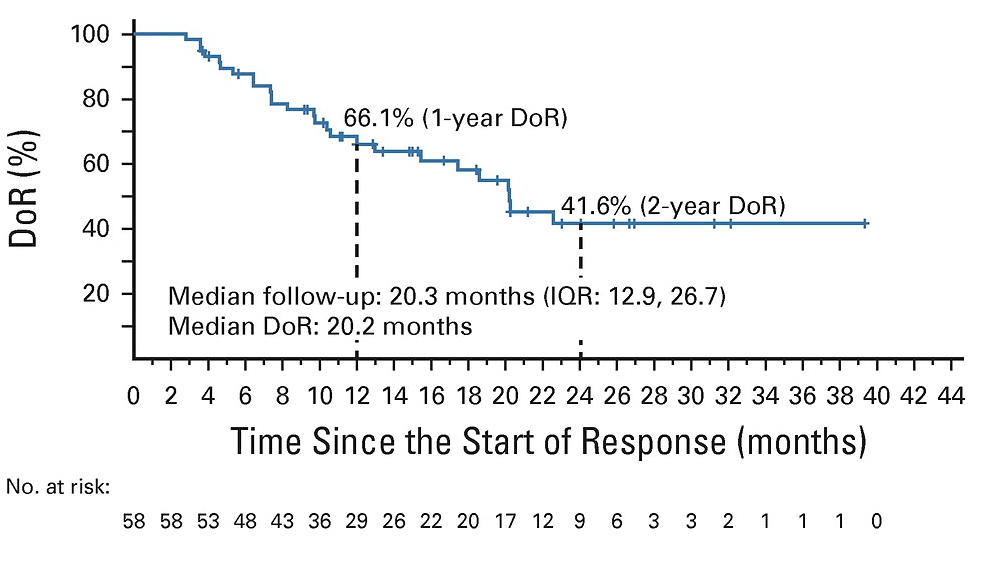 100
80
60
40
20
DoR (%)
66.1% (1-year DoR)
41.6% (2-year DoR)
Median follow-up: 20.3 months (IQR: 12.9, 26.7)
Median DoR: 20.2 months
0 2 4 6 8 10 12 14 16 18 20 22 24 26 28 30 32 34 36 38 40 42 44
Time Since the Start of Response (months)
No. at risk:
58 58 53 48 43 36 29 26 22 20 17 12 9 6 3 3 2 1 1 1 0